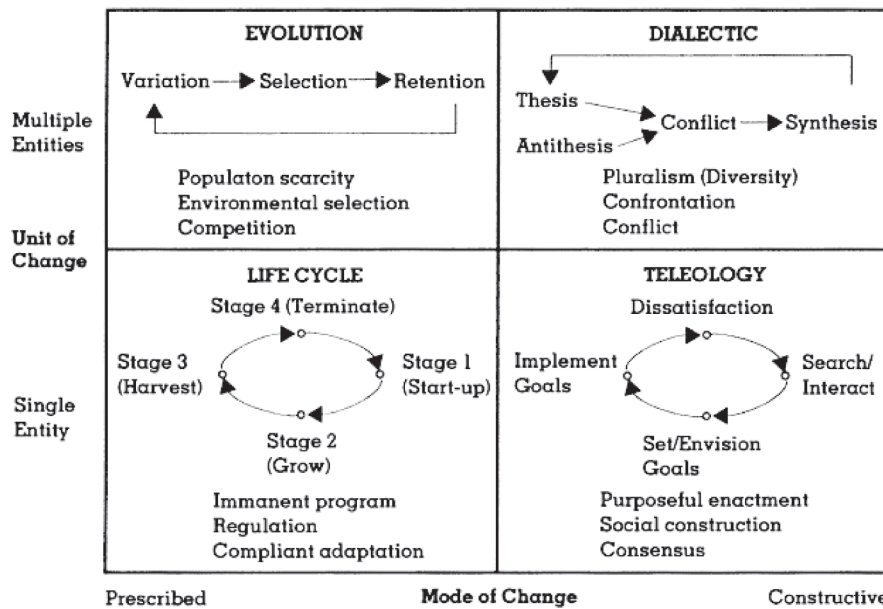 EVOLUTION
Variation Selection Retention
Populaton scarcity
Environmental selection
Competition
DIALECTIC
Thesis
Antithesis
Conflict Synthesis
Pluralism (Diversity)
Confrontation
Conflict
Multiple
Entities
Unit of
Change
Single
Entity
LIFE CYCLE
Stage 4 (Terminate)
Stage 3
(Harvest)
Stage 1
(Start-up)
Stage 2
(Grow)
Immanent program
Regulation
Compliant adaptation
TELEOLOGY
Dissatisfaction
Implement
Goals
Search/
Interact
Set/Envision
Goals
Purposeful enactment
Social construction
Consensus
Prescribed Mode of Change Constructive